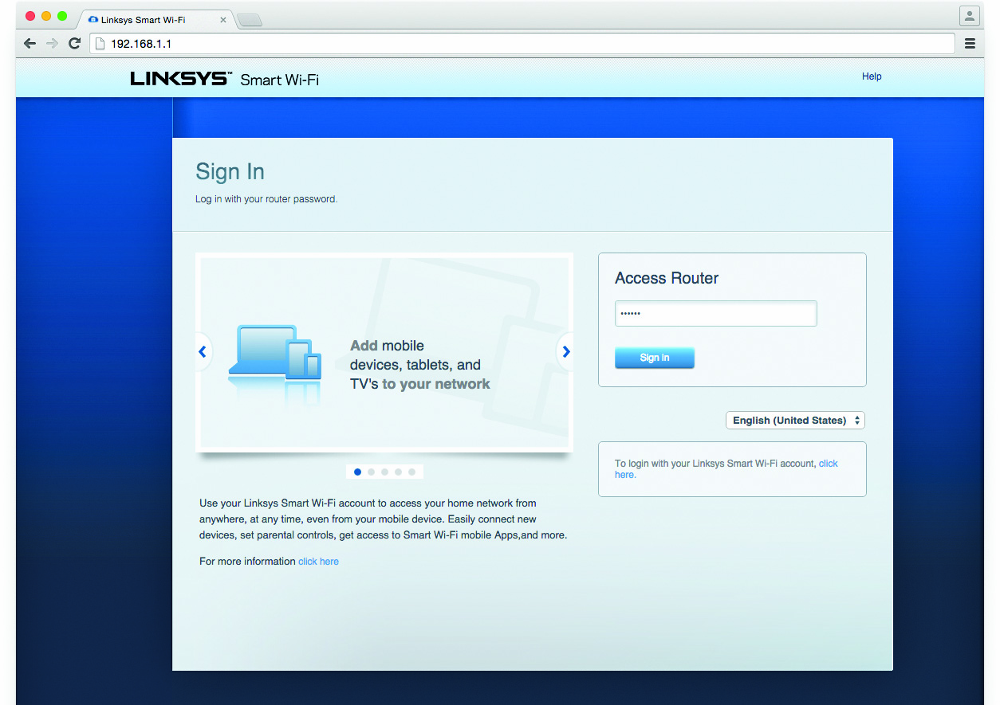 Linksys Smart Wi-Fi
192.168.1.1
LINKSYS™ Smart Wi-Fi
Help
Sign In
Log in with your router password.
Add mobile
devices, tablets, and
TV's to your network
Use your Linksys Smart Wi-Fi account to access your home network from
anywhere, at any time, even from your mobile device. Easily connect new
devices, set parental controls, get access to Smart Wi-Fi mobile Apps,and more.
For more information click here
Access Router
••••••
Sign In
English (United States)
To login with your Linksys Smart Wi-Fi account, click
here.